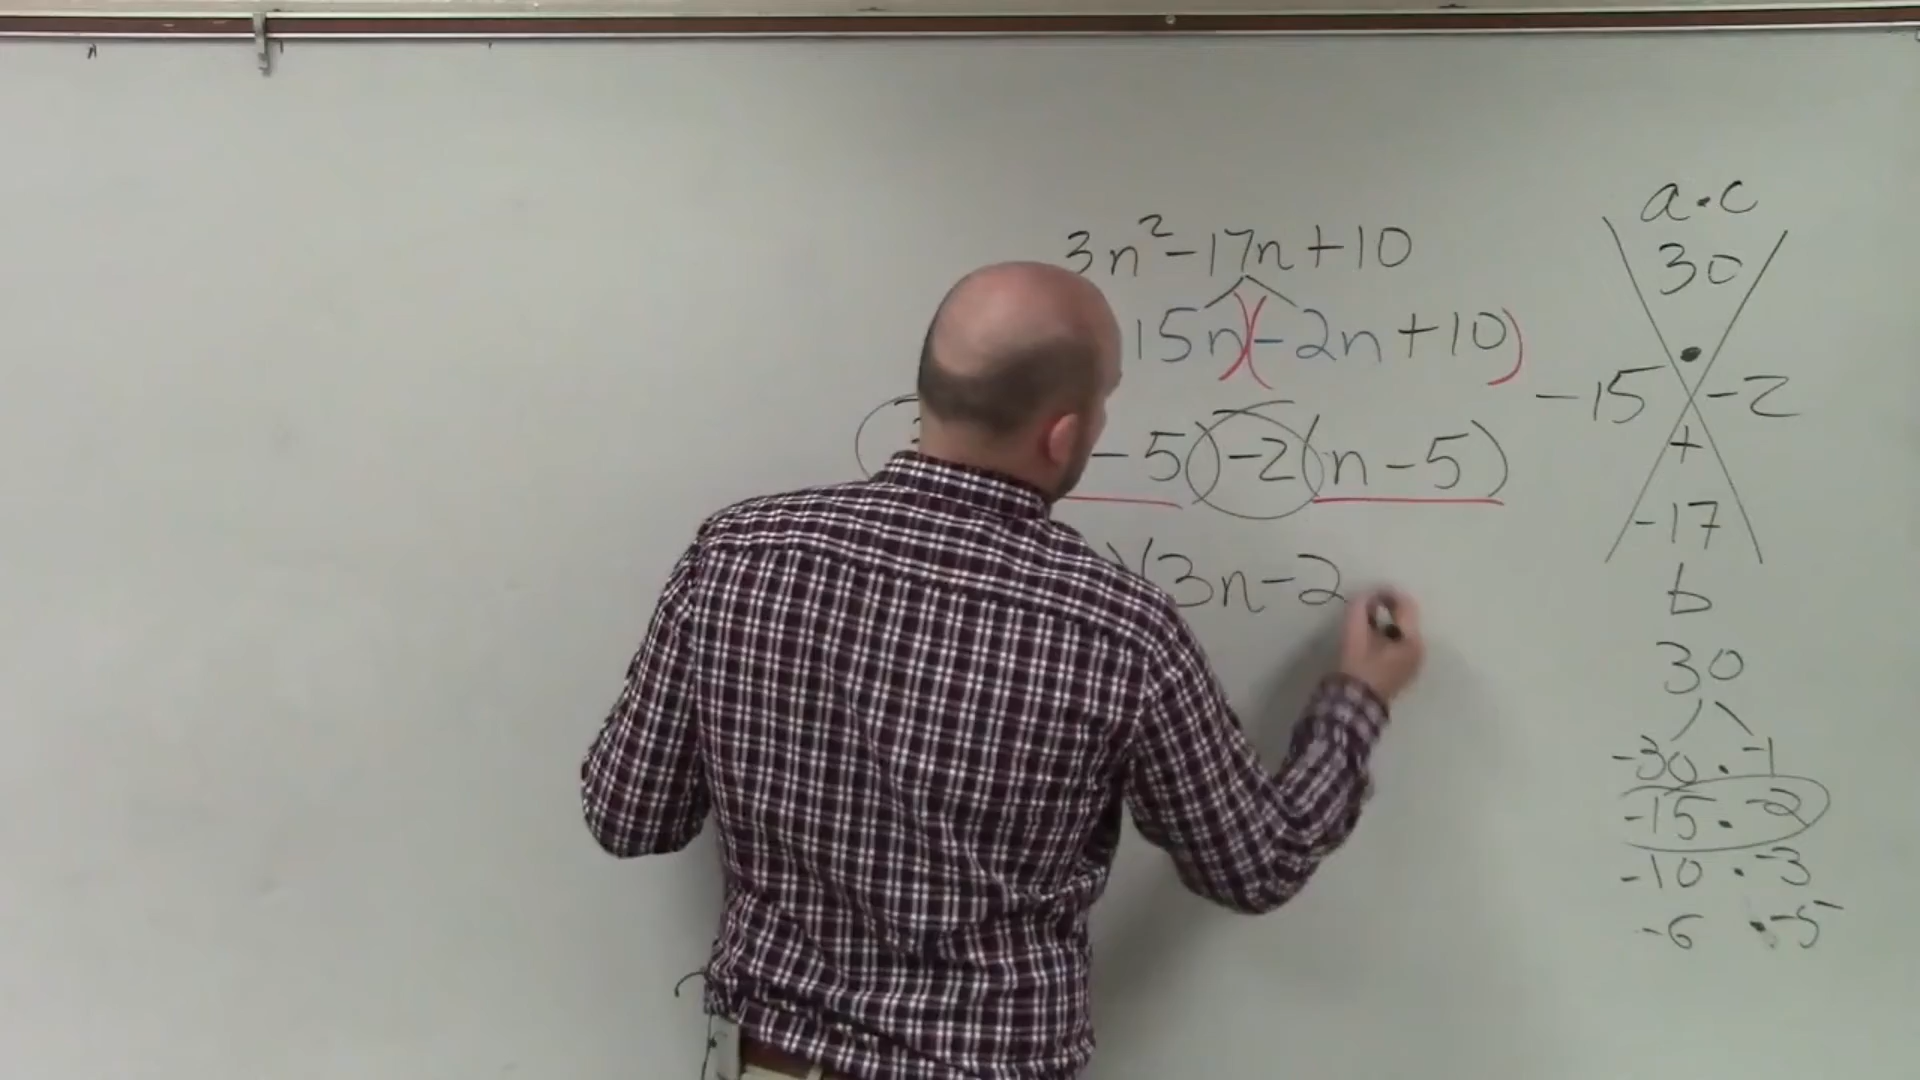 3n²-17n+10
15n)(-2n+10)
-5)-2(n-5)
)(3n-2
a·c
30
·
-15 -2
+
-17
b
30
-30·-1
-15·-2
-10·-3
-6·-5